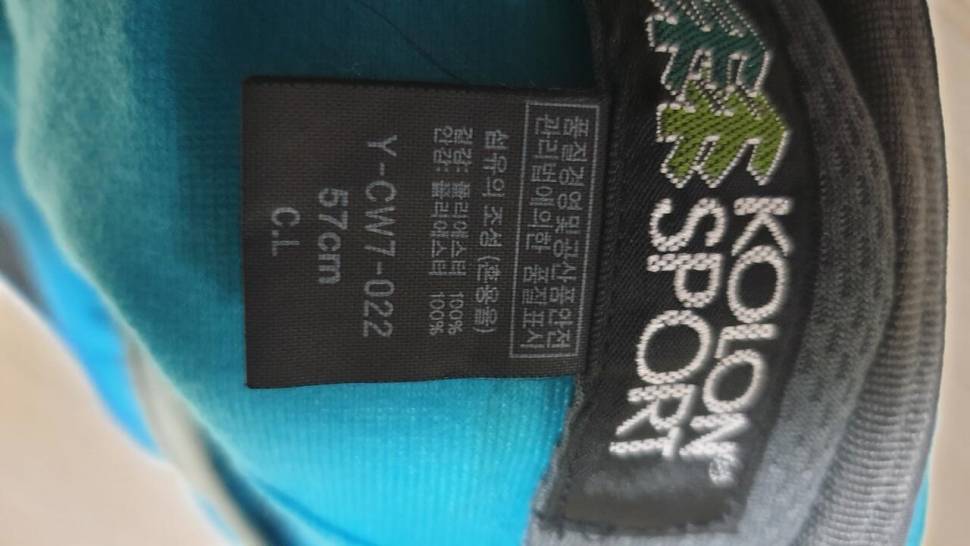 KOLON
SPORT
품질경영및공산품안전
관리법에의한 품질표시
섬유의 조성 (혼용율)
겉감: 폴리에스터 100%
안감: 폴리에스터 100%
Y-CW7-022
57cm
C.L